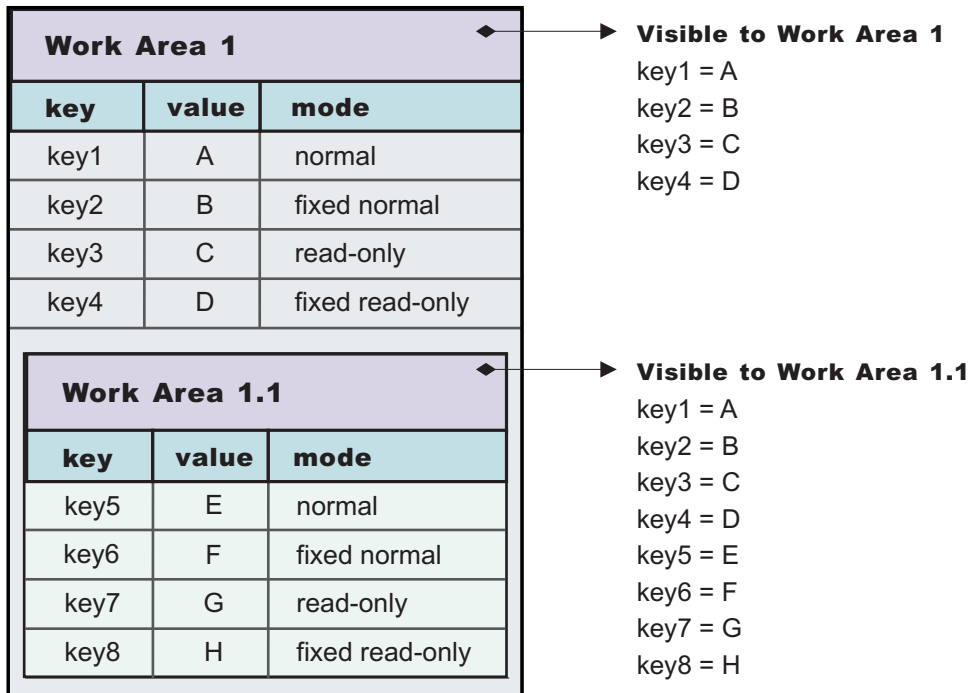 Work Area 1
key value mode
key1 A normal
key2 B fixed normal
key3 C read-only
key4 D fixed read-only
Visible to Work Area 1
key1 = A
key2 = B
key3 = C
key4 = D
Work Area 1.1
key value mode
key5 E normal
key6 F fixed normal
key7 G read-only
key8 H fixed read-only
Visible to Work Area 1.1
key1 = A
key2 = B
key3 = C
key4 = D
key5 = E
key6 = F
key7 = G
key8 = H